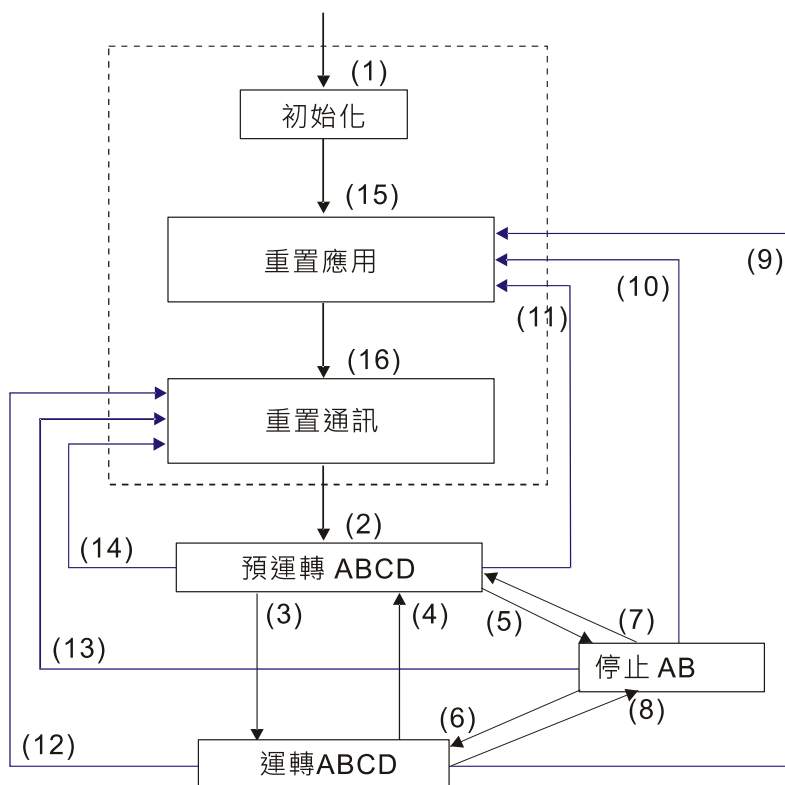 (1)
初始化
(15)
重置應用
(9)
(10)
(11)
(16)
重置通訊
(2)
(14)
預運轉 ABCD
(3)
(4)
(5)
(7)
(13)
停止 AB
(6)
(8)
(12)
運轉ABCD